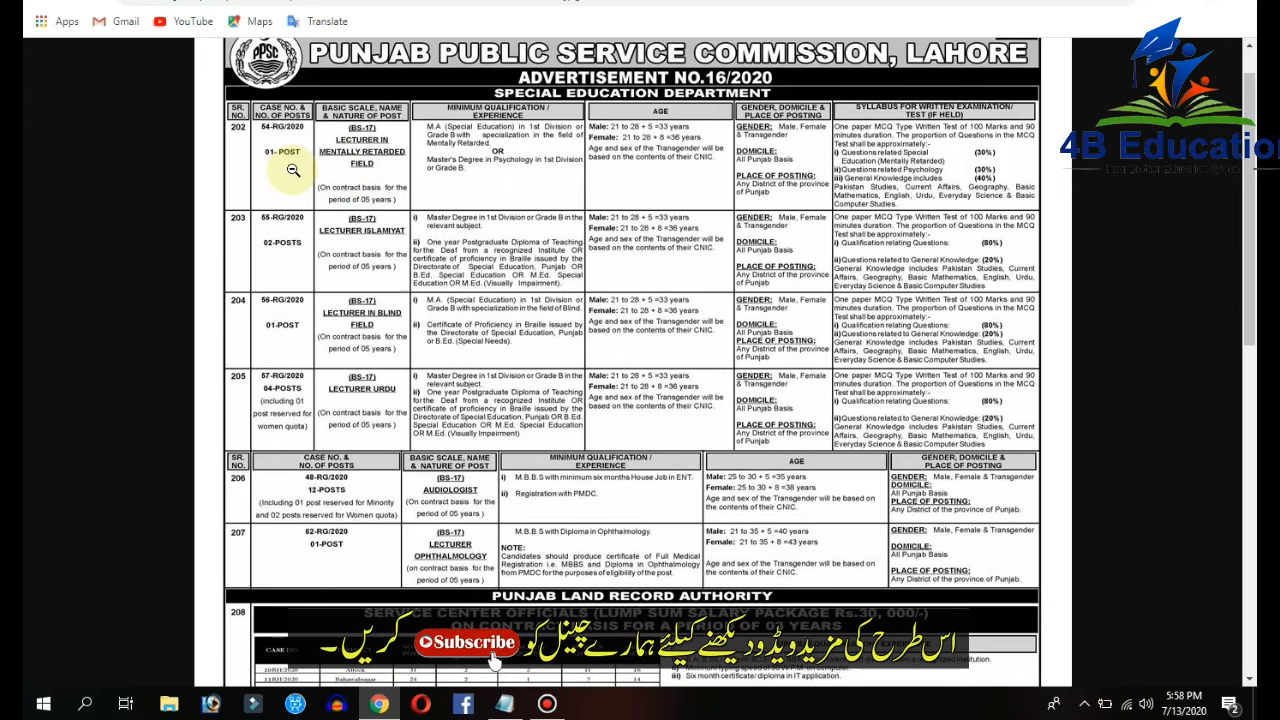 Apps Gmail YouTube Maps Translate
PPSC
PUNJAB PUBLIC SERVICE COMMISSION, LAHORE
ADVERTISEMENT NO.16/2020
SPECIAL EDUCATION DEPARTMENT
SR. NO.
CASE NO. & NO. OF POSTS
BASIC SCALE, NAME & NATURE OF POST
MINIMUM QUALIFICATION / EXPERIENCE
AGE
GENDER, DOMICILE & PLACE OF POSTING
SYLLABUS FOR WRITTEN EXAMINATION/ TEST (IF HELD)
202
54-RG/2020
01- POST
(BS-17)
LECTURER IN
MENTALLY RETARDED
FIELD
(On contract basis for the
period of 05 years )
M.A (Special Education) in 1st Division or
Grade B with specialization in the field of
Mentally Retarded.
OR
Master's Degree in Psychology in 1st Division
or Grade B.
Male: 21 to 28 + 5 =33 years
Female: 21 to 28 + 8 =36 years
Age and sex of the Transgender will be
based on the contents of their CNIC.
GENDER: Male, Female
& Transgender
DOMICILE:
All Punjab Basis
PLACE OF POSTING:
Any District of the province
of Punjab
One paper MCQ Type Written Test of 100 Marks and 90
minutes duration. The proportion of Questions in the MCQ
Test shall be approximately:-
i) Questions related Special
Education (Mentally Retarded) (30%)
ii) Questions related Psychology (30%)
iii) General Knowledge includes (40%)
Pakistan Studies, Current Affairs, Geography, Basic
Mathematics, English, Urdu, Everyday Science & Basic
Computer Studies.
203
55-RG/2020
02-POSTS
(BS-17)
LECTURER ISLAMIYAT
(On contract basis for the
period of 05 years )
i) Master Degree in 1st Division or Grade B in the
relevant subject.
ii) One year Postgraduate Diploma of Teaching
for the Deaf from a recognized Institute OR
certificate of proficiency in Braille issued by the
Directorate of Special Education, Punjab OR
B.Ed. Special Education OR M.Ed. Special
Education OR M.Ed. (Visually Impairment).
Male: 21 to 28 + 5 =33 years
Female: 21 to 28 + 8 =36 years
Age and sex of the Transgender will be
based on the contents of their CNIC.
GENDER: Male, Female
& Transgender
DOMICILE:
All Punjab Basis
PLACE OF POSTING:
Any District of the province
of Punjab
One paper MCQ Type Written Test of 100 Marks and 90
minutes duration. The proportion of Questions in the MCQ
Test shall be approximately:-
i) Qualification relating Questions: (80%)
ii)Questions related to General Knowledge: (20%)
General Knowledge includes Pakistan Studies, Current
Affairs, Geography, Basic Mathematics, English, Urdu,
Everyday Science & Basic Computer Studies
204
56-RG/2020
01-POST
(BS-17)
LECTURER IN BLIND
FIELD
(On contract basis for the
period of 05 years )
i) M.A. (Special Education) in 1st Division or
Grade B with specialization in the field of Blind.
ii) Certificate of Proficiency in Braille issued by
the Directorate of Special Education, Punjab
or B.Ed. (Special Needs).
Male: 21 to 28 + 5 =33 years
Female: 21 to 28 + 8 =36 years
Age and sex of the Transgender will be
based on the contents of their CNIC.
GENDER: Male, Female
& Transgender
DOMICILE:
All Punjab Basis
PLACE OF POSTING:
Any District of the province
of Punjab
One paper MCQ Type Written Test of 100 Marks and 90
minutes duration. The proportion of Questions in the MCQ
Test shall be approximately:-
i) Qualification relating Questions: (80%)
ii)Questions related to General Knowledge: (20%)
General Knowledge includes Pakistan Studies, Current
Affairs, Geography, Basic Mathematics, English, Urdu,
Everyday Science & Basic Computer Studies.
205
57-RG/2020
04-POSTS
(including 01
post reserved for
women quota)
(BS-17)
LECTURER URDU
(On contract basis for the
period of 05 years )
i) Master Degree in 1st Division or Grade B in the
relevant subject.
ii) One year Postgraduate Diploma of Teaching
for Deaf from a recognized Institute OR
certificate of proficiency in Braille issued by the
Directorate of Special Education, Punjab OR B.Ed.
Special Education OR M.Ed. Special Education
OR M.Ed. (Visually Impairment)
Male: 21 to 28 + 5 =33 years
Female: 21 to 28 + 8 =36 years
Age and sex of the Transgender will be
based on the contents of their CNIC.
GENDER: Male, Female
& Transgender
DOMICILE:
All Punjab Basis
PLACE OF POSTING:
Any District of the province
of Punjab
One paper MCQ Type Written Test of 100 Marks and 90
minutes duration. The proportion of Questions in the MCQ
Test shall be approximately:-
i) Qualification relating Questions: (80%)
ii)Questions related to General Knowledge: (20%)
General Knowledge includes Pakistan Studies, Current
Affairs, Geography, Basic Mathematics, English, Urdu,
Everyday Science & Basic Computer Studies
SR. NO.
CASE NO. & NO. OF POSTS
BASIC SCALE, NAME & NATURE OF POST
MINIMUM QUALIFICATION / EXPERIENCE
AGE
GENDER, DOMICILE & PLACE OF POSTING
206
48-RG/2020
12-POSTS
(Including 01 post reserved for Minority
and 02 posts reserved for Women quota)
(BS-17)
AUDIOLOGIST
(On contract basis for the
period of 05 years )
i) M.B.B.S with minimum six months House Job in ENT.
ii) Registration with PMDC.
Male: 25 to 30 + 5 =35 years
Female: 25 to 30 + 8 =38 years
Age and sex of the Transgender will be based on
the contents of their CNIC.
GENDER: Male, Female & Transgender
DOMICILE:
All Punjab Basis
PLACE OF POSTING:
Any District of the province of Punjab.
207
62-RG/2020
01-POST
(BS-17)
LECTURER
OPHTHALMOLOGY
(on contract basis for the
period of 05 years )
M.B.B.S with Diploma in Ophthalmology.
NOTE:
Candidates should produce certificate of Full Medical
Registration i.e. MBBS and Diploma in Ophthalmology
from PMDC for the purposes of eligibility of the post.
Male: 21 to 35 + 5 =40 years
Female: 21 to 35 + 8 =43 years
Age and sex of the Transgender will be based on
the contents of their CNIC.
GENDER: Male, Female & Transgender
DOMICILE:
All Punjab Basis
PLACE OF POSTING:
Any District of the province of Punjab.
PUNJAB LAND RECORD AUTHORITY
208
SERVICE CENTER OFFICIALS (LUMP SUM SALARY PACKAGE Rs.30, 000/-)
ON CONTRACT BASIS FOR A PERIOD OF 03 YEARS
اس طرح کی مزید ویڈیو دیکھنے کیلئے ہمارے چینل کو Subscribe کریں۔
CASE NO
10RH/2020 Attock 31 2 2 11 16
11RH/2020 Bahawalnagar 24 2 1 7 14
iii) Six month certificate/ diploma in IT application.
4B Education
5:58 PM
7/13/2020
2